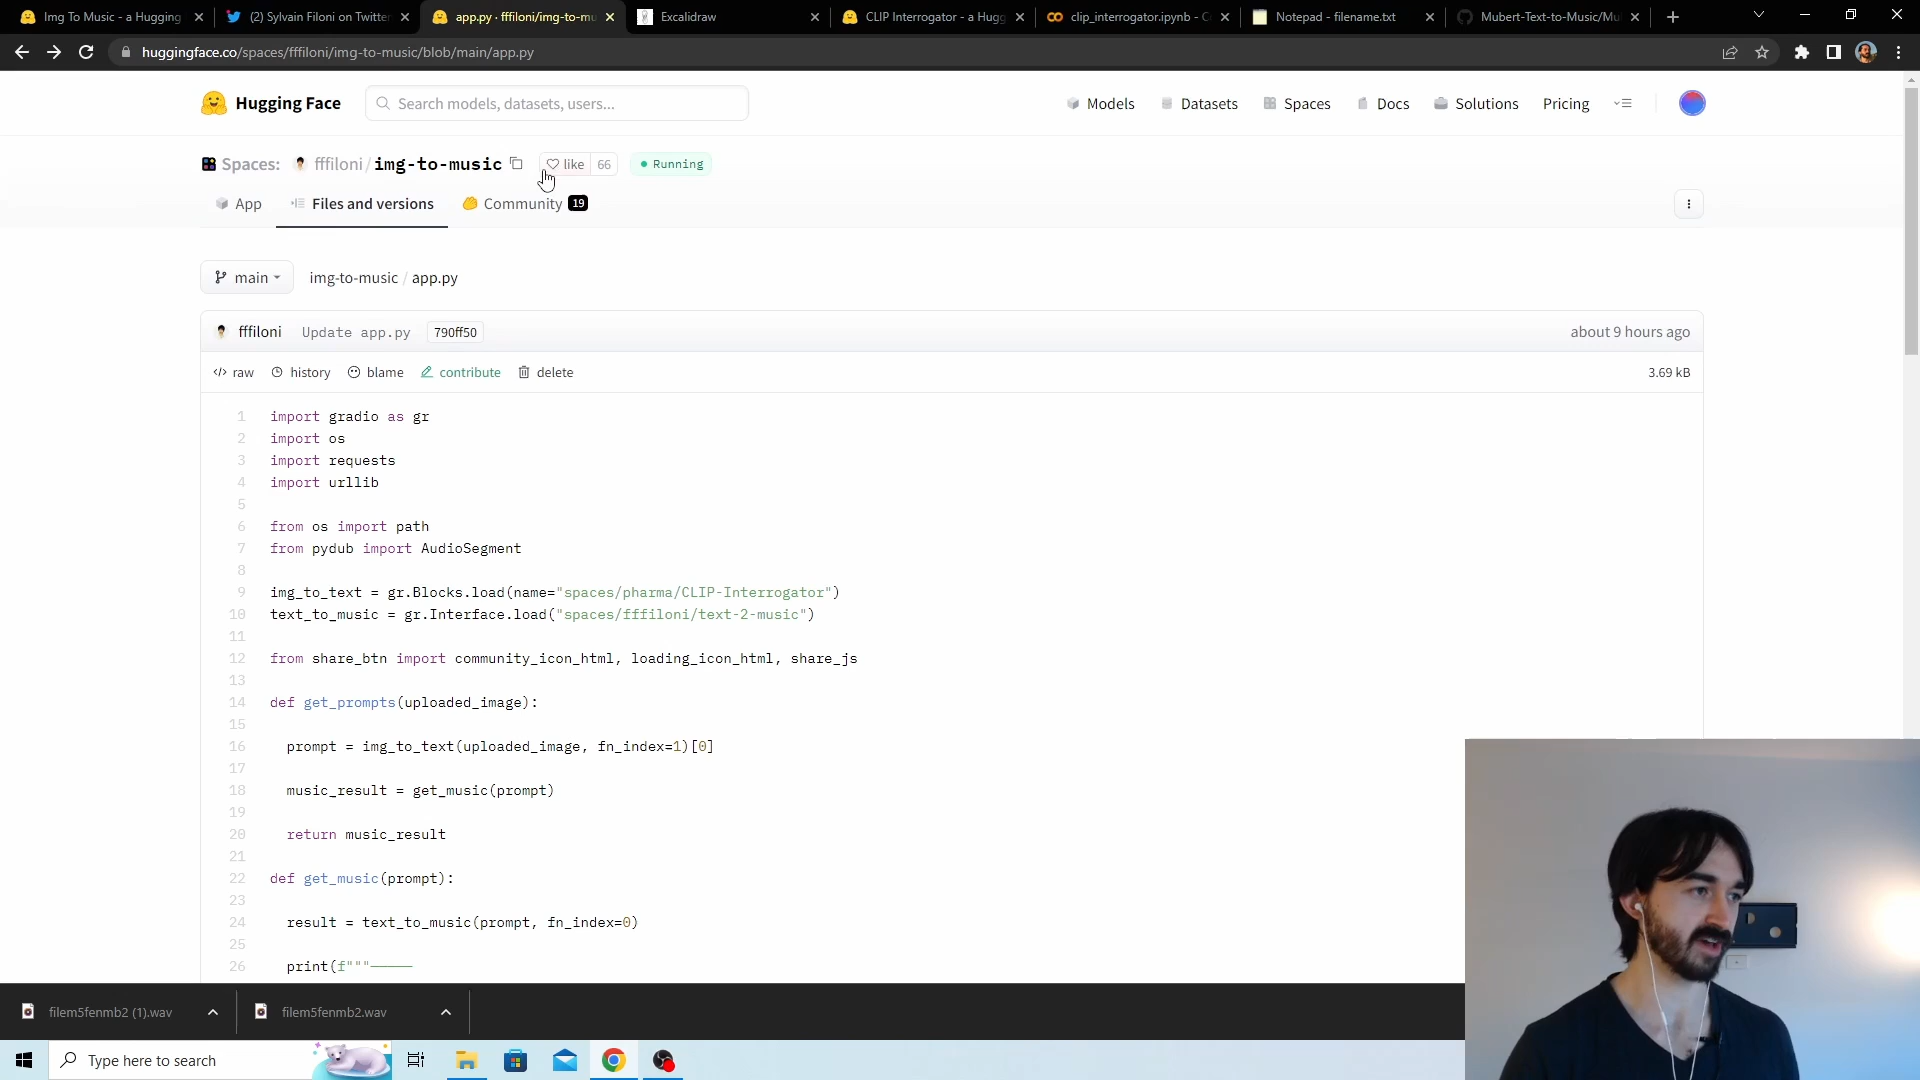 Img To Music - a Hugging
(2) Sylvain Filoni on Twitter
app.py · fffiloni/img-to-mu
Excalidraw
CLIP Interrogator - a Hugg
clip_interrogator.ipynb - C
Notepad - filename.txt
Mubert-Text-to-Music/Mu
huggingface.co/spaces/fffiloni/img-to-music/blob/main/app.py
Hugging Face
Search models, datasets, users...
Models
Datasets
Spaces
Docs
Solutions
Pricing
Spaces:
fffiloni/img-to-music
like
66
Running
App
Files and versions
Community
19
main
img-to-music / app.py
fffiloni
Update app.py
790ff50
about 9 hours ago
raw
history
blame
contribute
delete
3.69 kB
1 import gradio as gr
2 import os
3 import requests
4 import urllib
5
6 from os import path
7 from pydub import AudioSegment
8
9 img_to_text = gr.Blocks.load(name="spaces/pharma/CLIP-Interrogator")
10 text_to_music = gr.Interface.load("spaces/fffiloni/text-2-music")
11
12 from share_btn import community_icon_html, loading_icon_html, share_js
13
14 def get_prompts(uploaded_image):
15
16 prompt = img_to_text(uploaded_image, fn_index=1)[0]
17
18 music_result = get_music(prompt)
19
20 return music_result
21
22 def get_music(prompt):
23
24 result = text_to_music(prompt, fn_index=0)
25
26 print(f"""—————
filem5fenmb2 (1).wav
filem5fenmb2.wav
Type here to search